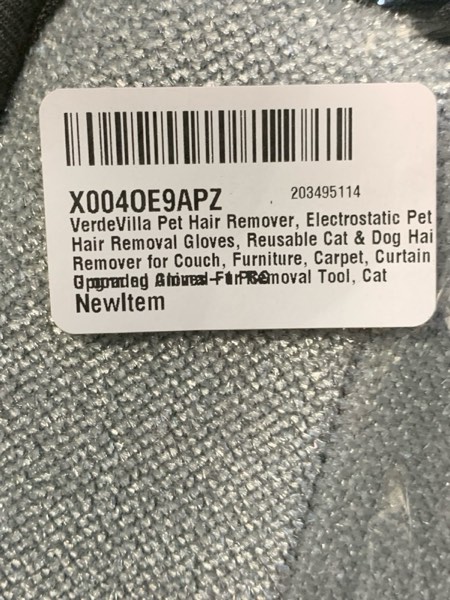 X004OE9APZ 203495114
VerdeVilla Pet Hair Remover, Electrostatic Pet
Hair Removal Gloves, Reusable Cat & Dog Hai
Remover for Couch, Furniture, Carpet, Curtain
Removal Tool, Cat
NewItem